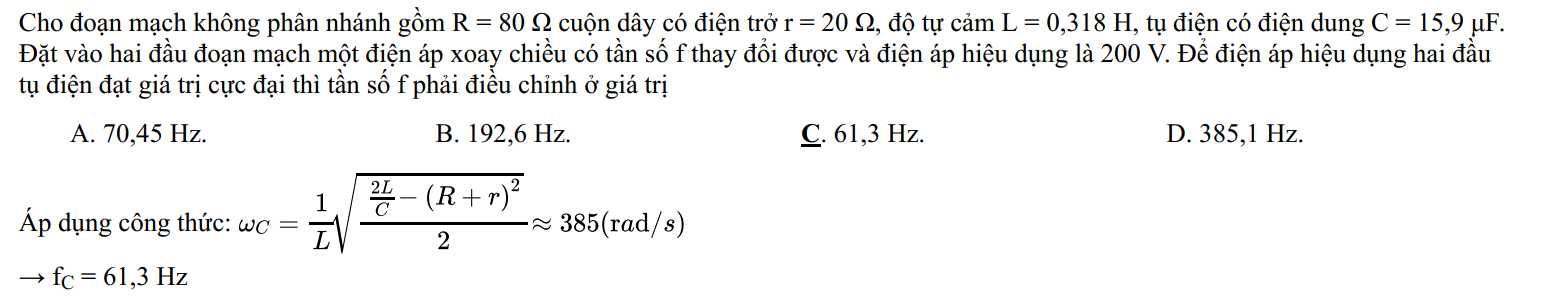 Cho đoạn mạch không phân nhánh gồm R = 80 Ω cuộn dây có điện trở r = 20 Ω, độ tự cảm L = 0,318 H, tụ điện có điện dung C = 15,9 μF.
Đặt vào hai đầu đoạn mạch một điện áp xoay chiều có tần số f thay đổi được và điện áp hiệu dụng là 200 V. Để điện áp hiệu dụng hai đầu
tụ điện đạt giá trị cực đại thì tần số f phải điều chỉnh ở giá trị
A. 70,45 Hz. B. 192,6 Hz. C. 61,3 Hz. D. 385,1 Hz.
Áp dụng công thức: $\omega_C = \frac{1}{L}\sqrt{\frac{\frac{2L}{C} - (R + r)^2}{2}} \approx 385 (\mathrm{rad}/s)$
→ f_C = 61,3 Hz